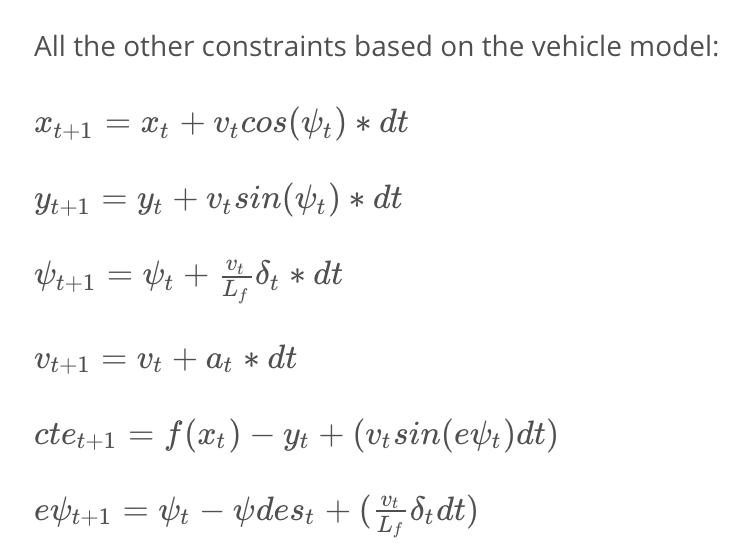 All the other constraints based on the vehicle model:
$x_{t+1} = x_t + v_t cos(\psi_t) * dt$
$y_{t+1} = y_t + v_t sin(\psi_t) * dt$
$\psi_{t+1} = \psi_t + \frac{v_t}{L_f} \delta_t * dt$
$v_{t+1} = v_t + a_t * dt$
$cte_{t+1} = f(x_t) - y_t + (v_t sin(e\psi_t) dt)$
$e\psi_{t+1} = \psi_t - \psi des_t + (\frac{v_t}{L_f} \delta_t dt)$